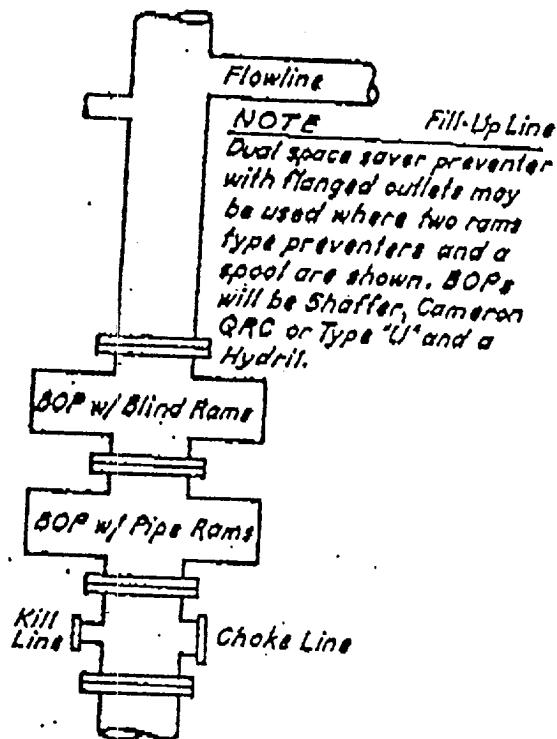 Flowline
NOTE Fill-Up Line
Dual space saver preventer
with flanged outlets may
be used where two rams
type preventers and a
spool are shown. BOPs
will be Shaffer, Cameron
QRC or Type "U" and a
Hydril.
BOP w/ Blind Rams
BOP w/ Pipe Rams
Kill
Line
Choke Line